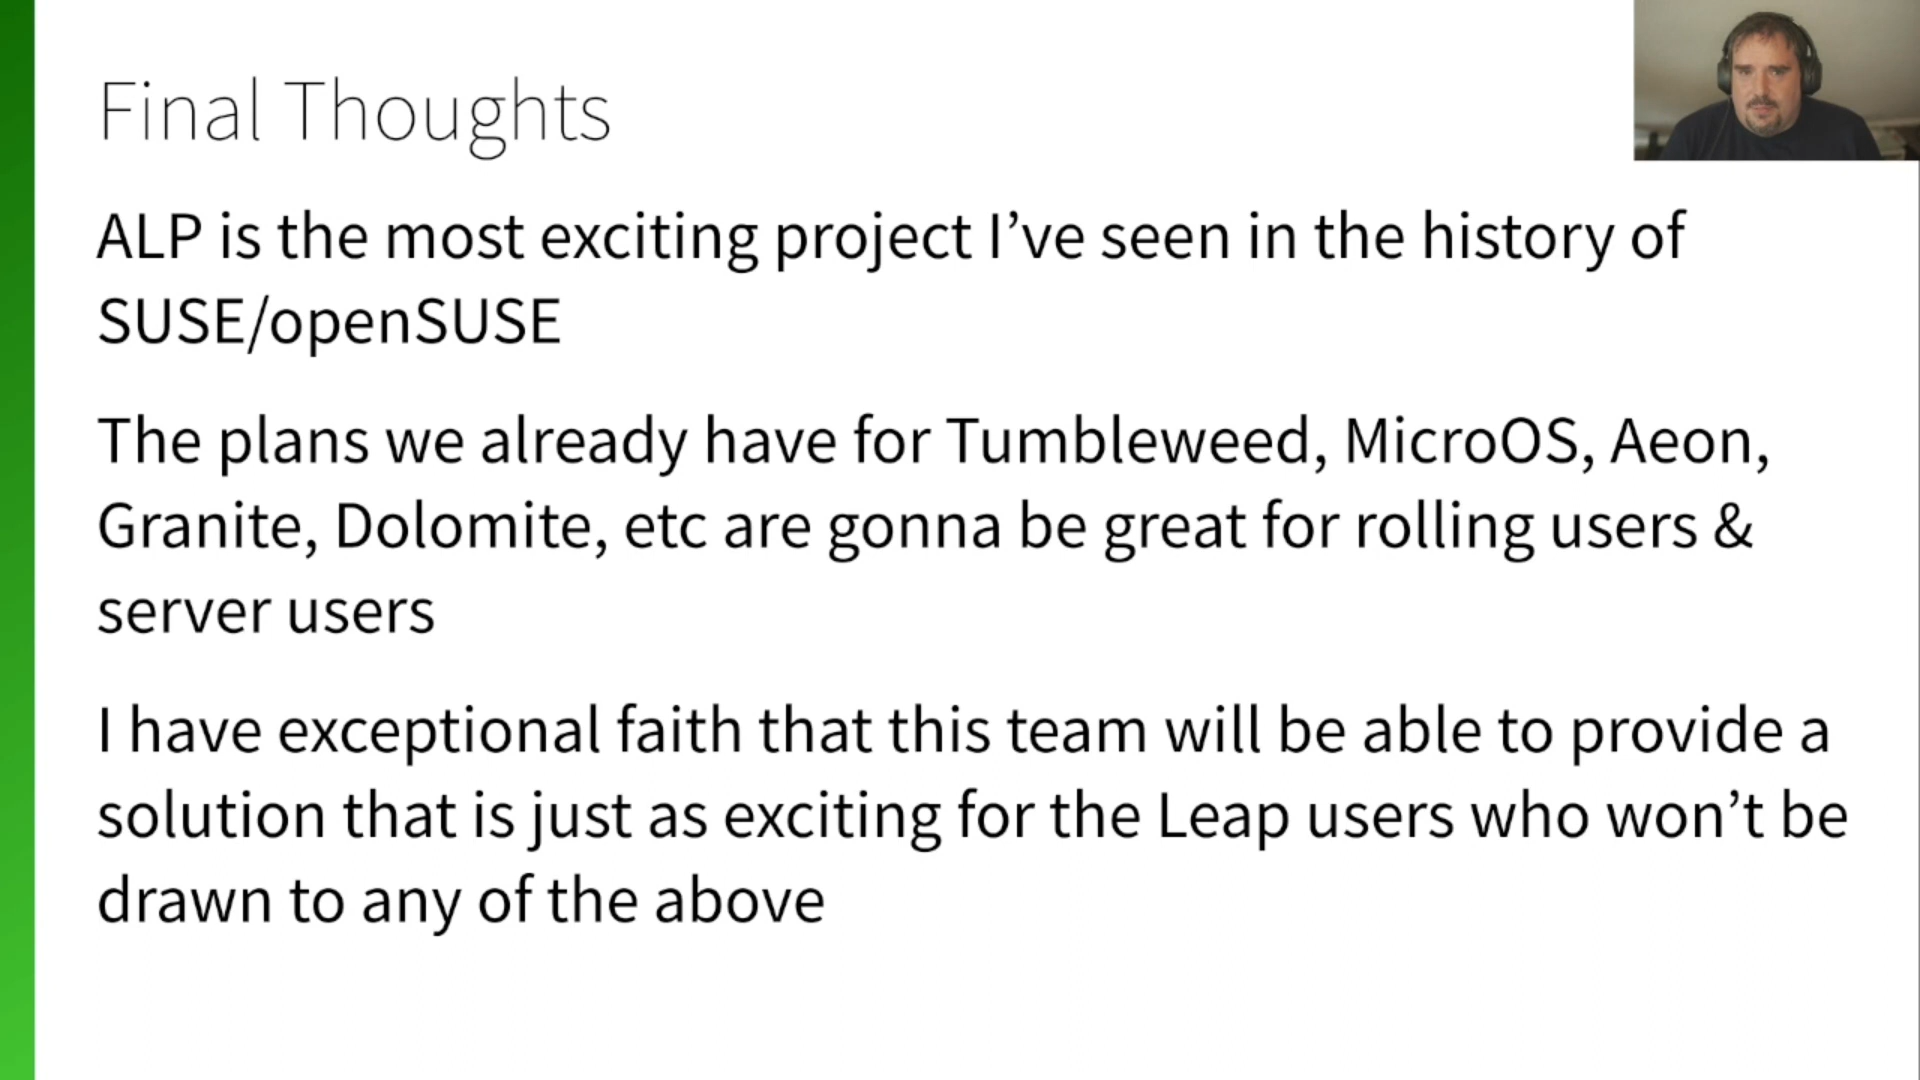 Final Thoughts
ALP is the most exciting project I’ve seen in the history of
SUSE/openSUSE
The plans we already have for Tumbleweed, MicroOS, Aeon,
Granite, Dolomite, etc are gonna be great for rolling users &
server users
I have exceptional faith that this team will be able to provide a
solution that is just as exciting for the Leap users who won’t be
drawn to any of the above